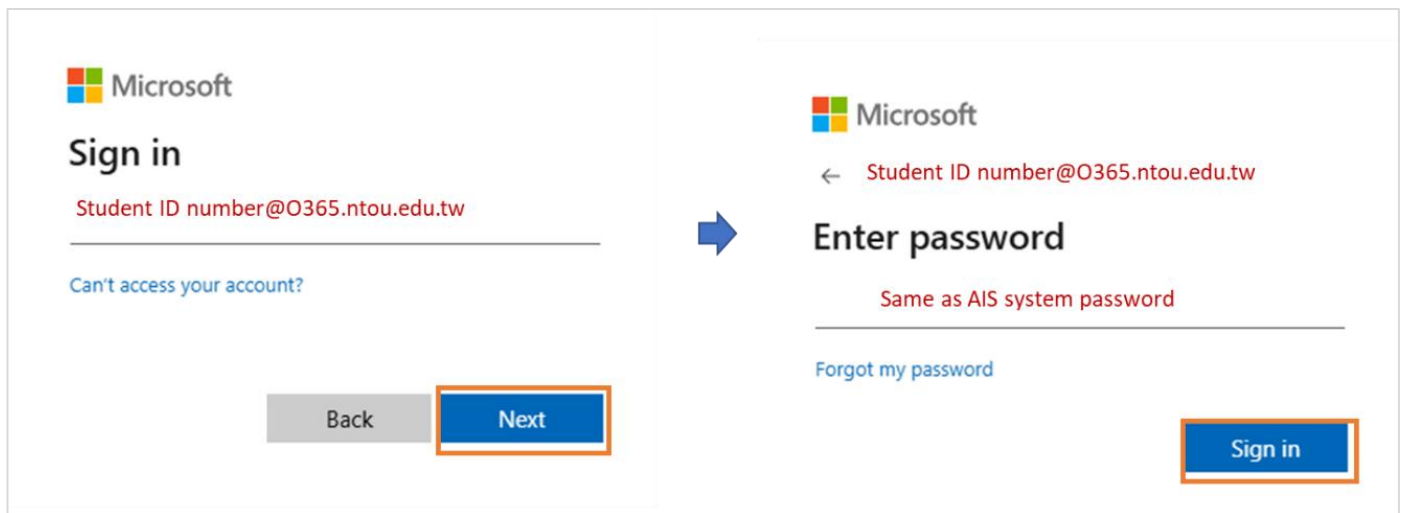 Microsoft
Sign in
Student ID number@O365.ntou.edu.tw
Can't access your account?
Back
Next
Microsoft
← Student ID number@O365.ntou.edu.tw
Enter password
Same as AIS system password
Forgot my password
Sign in